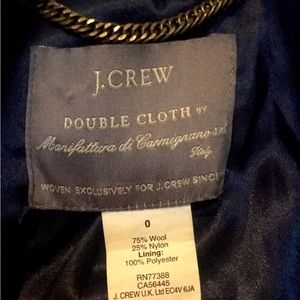 J.CREW
DOUBLE CLOTH BY
Manifattura di Carmignano s.r.l
Italy
WOVEN EXCLUSIVELY FOR J.CREW SINCE
0
75% Wool
25% Nylon
Lining:
100% Polyester
RN77388
CA56445
J. CREW U.K. Ltd EC4V 6JA